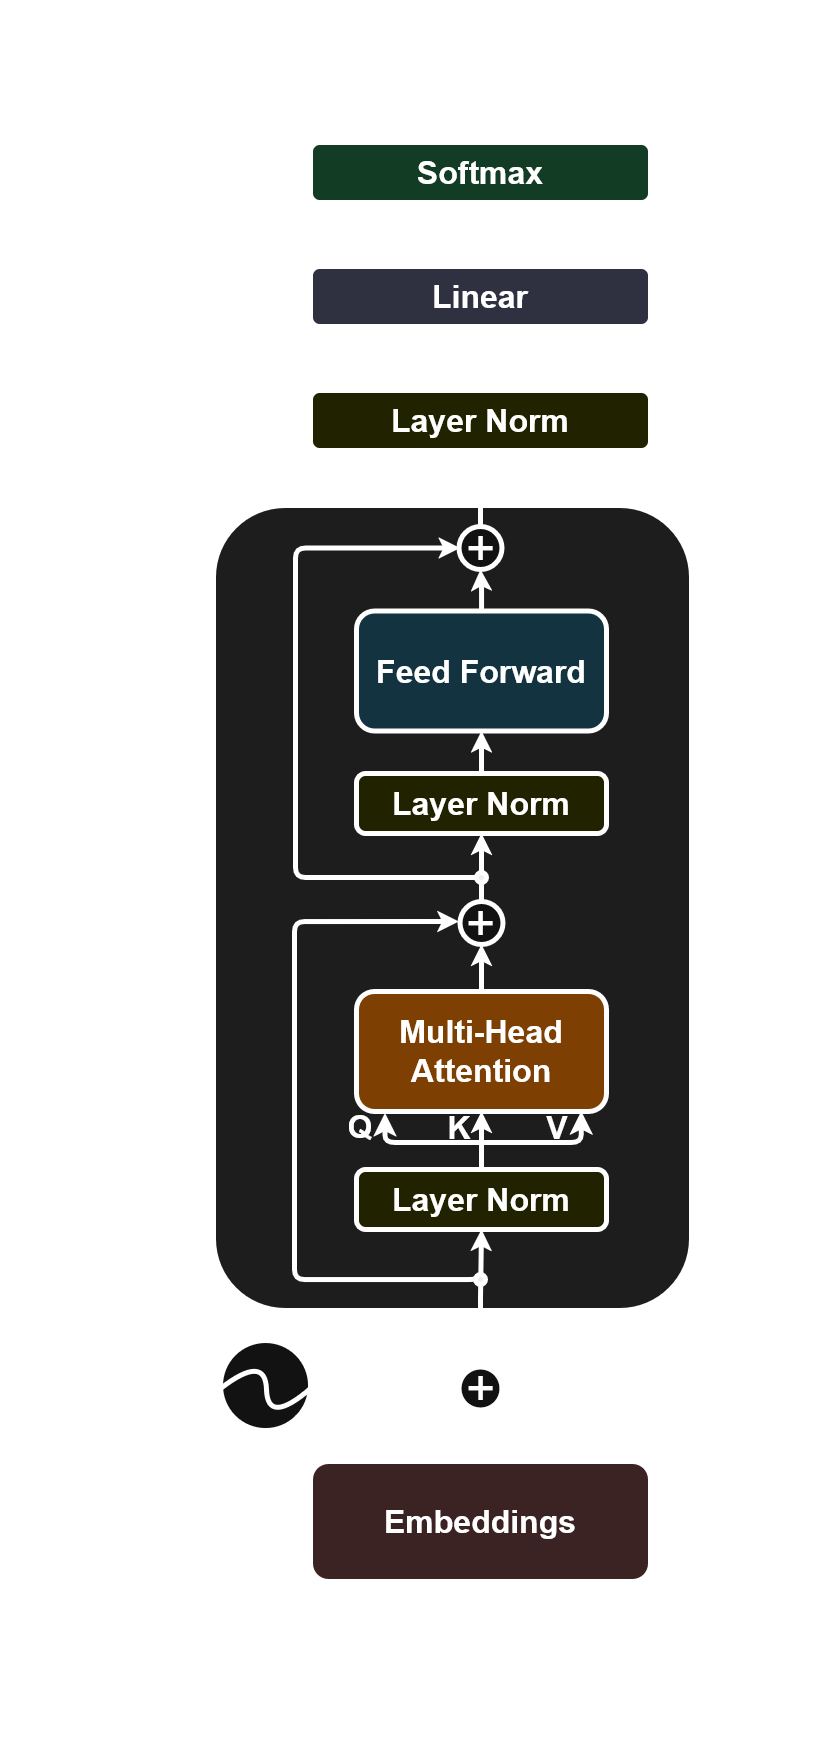 Softmax
Linear
Layer Norm
Feed Forward
Layer Norm
Multi-Head
Attention
Q K V
Layer Norm
Embeddings